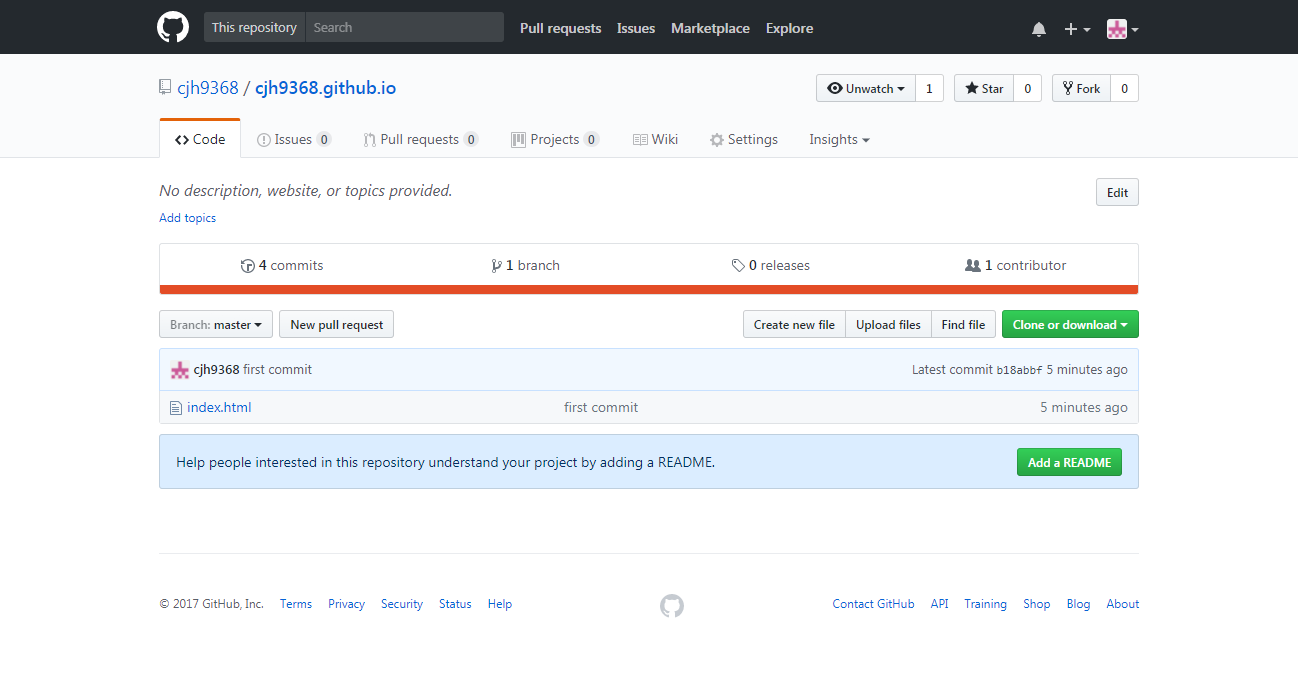 This repository Search Pull requests Issues Marketplace Explore
cjh9368 / cjh9368.github.io Unwatch 1 Star 0 Fork 0
Code Issues 0 Pull requests 0 Projects 0 Wiki Settings Insights
No description, website, or topics provided. Edit
Add topics
4 commits 1 branch 0 releases 1 contributor
Branch: master New pull request Create new file Upload files Find file Clone or download
cjh9368 first commit Latest commit b18abbf 5 minutes ago
index.html first commit 5 minutes ago
Help people interested in this repository understand your project by adding a README. Add a README
© 2017 GitHub, Inc. Terms Privacy Security Status Help Contact GitHub API Training Shop Blog About